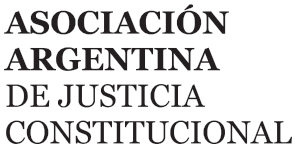 ASOCIACIÓN
ARGENTINA
DE JUSTICIA
CONSTITUCIONAL